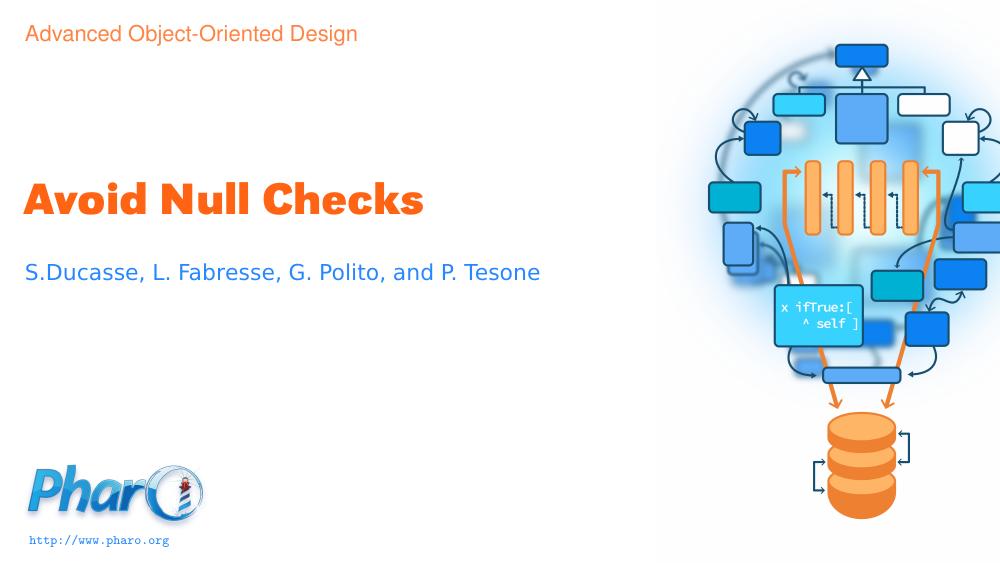 Advanced Object-Oriented Design
Avoid Null Checks
S.Ducasse, L. Fabresse, G. Polito, and P. Tesone
x ifTrue:[
^ self ]
Pharo
http://www.pharo.org